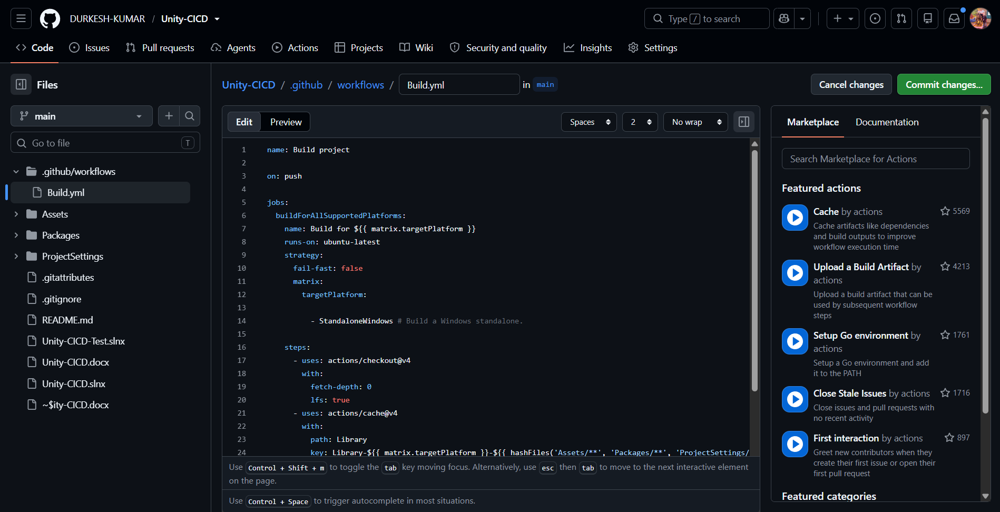 DURKESH-KUMAR / Unity-CICD
Type / to search
Code
Issues
Pull requests
Agents
Actions
Projects
Wiki
Security and quality
Insights
Settings
Files
Unity-CICD / .github / workflows / Build.yml in main
Cancel changes
Commit changes...
main
Go to file
T
.github/workflows
Build.yml
Assets
Packages
ProjectSettings
.gitattributes
.gitignore
README.md
Unity-CICD-Test.slnx
Unity-CICD.docx
Unity-CICD.slnx
~$ity-CICD.docx
Edit
Preview
Spaces
2
No wrap
1 name: Build project
2
3 on: push
4
5 jobs:
6 buildForAllSupportedPlatforms:
7 name: Build for ${{ matrix.targetPlatform }}
8 runs-on: ubuntu-latest
9 strategy:
10 fail-fast: false
11 matrix:
12 targetPlatform:
13
14 - StandaloneWindows # Build a Windows standalone.
15
16 steps:
17 - uses: actions/checkout@v4
18 with:
19 fetch-depth: 0
20 lfs: true
21 - uses: actions/cache@v4
22 with:
23 path: Library
24 key: Library-${{ matrix.targetPlatform }}-${{ hashFiles('Assets/**', 'Packages/**', 'ProjectSettings/
Use Control + Shift + m to toggle the tab key moving focus. Alternatively, use esc then tab to move to the next interactive element
on the page.
Use Control + Space to trigger autocomplete in most situations.
Marketplace
Documentation
Search Marketplace for Actions
Featured actions
Cache by actions
5569
Cache artifacts like dependencies
and build outputs to improve
workflow execution time
Upload a Build Artifact by
actions
4213
Upload a build artifact that can be
used by subsequent workflow
steps
Setup Go environment by
actions
1761
Setup a Go environment and add
it to the PATH
Close Stale Issues by actions
1716
Close issues and pull requests with
no recent activity
First interaction by actions
897
Greet new contributors when they
create their first issue or open their
first pull request
Featured categories